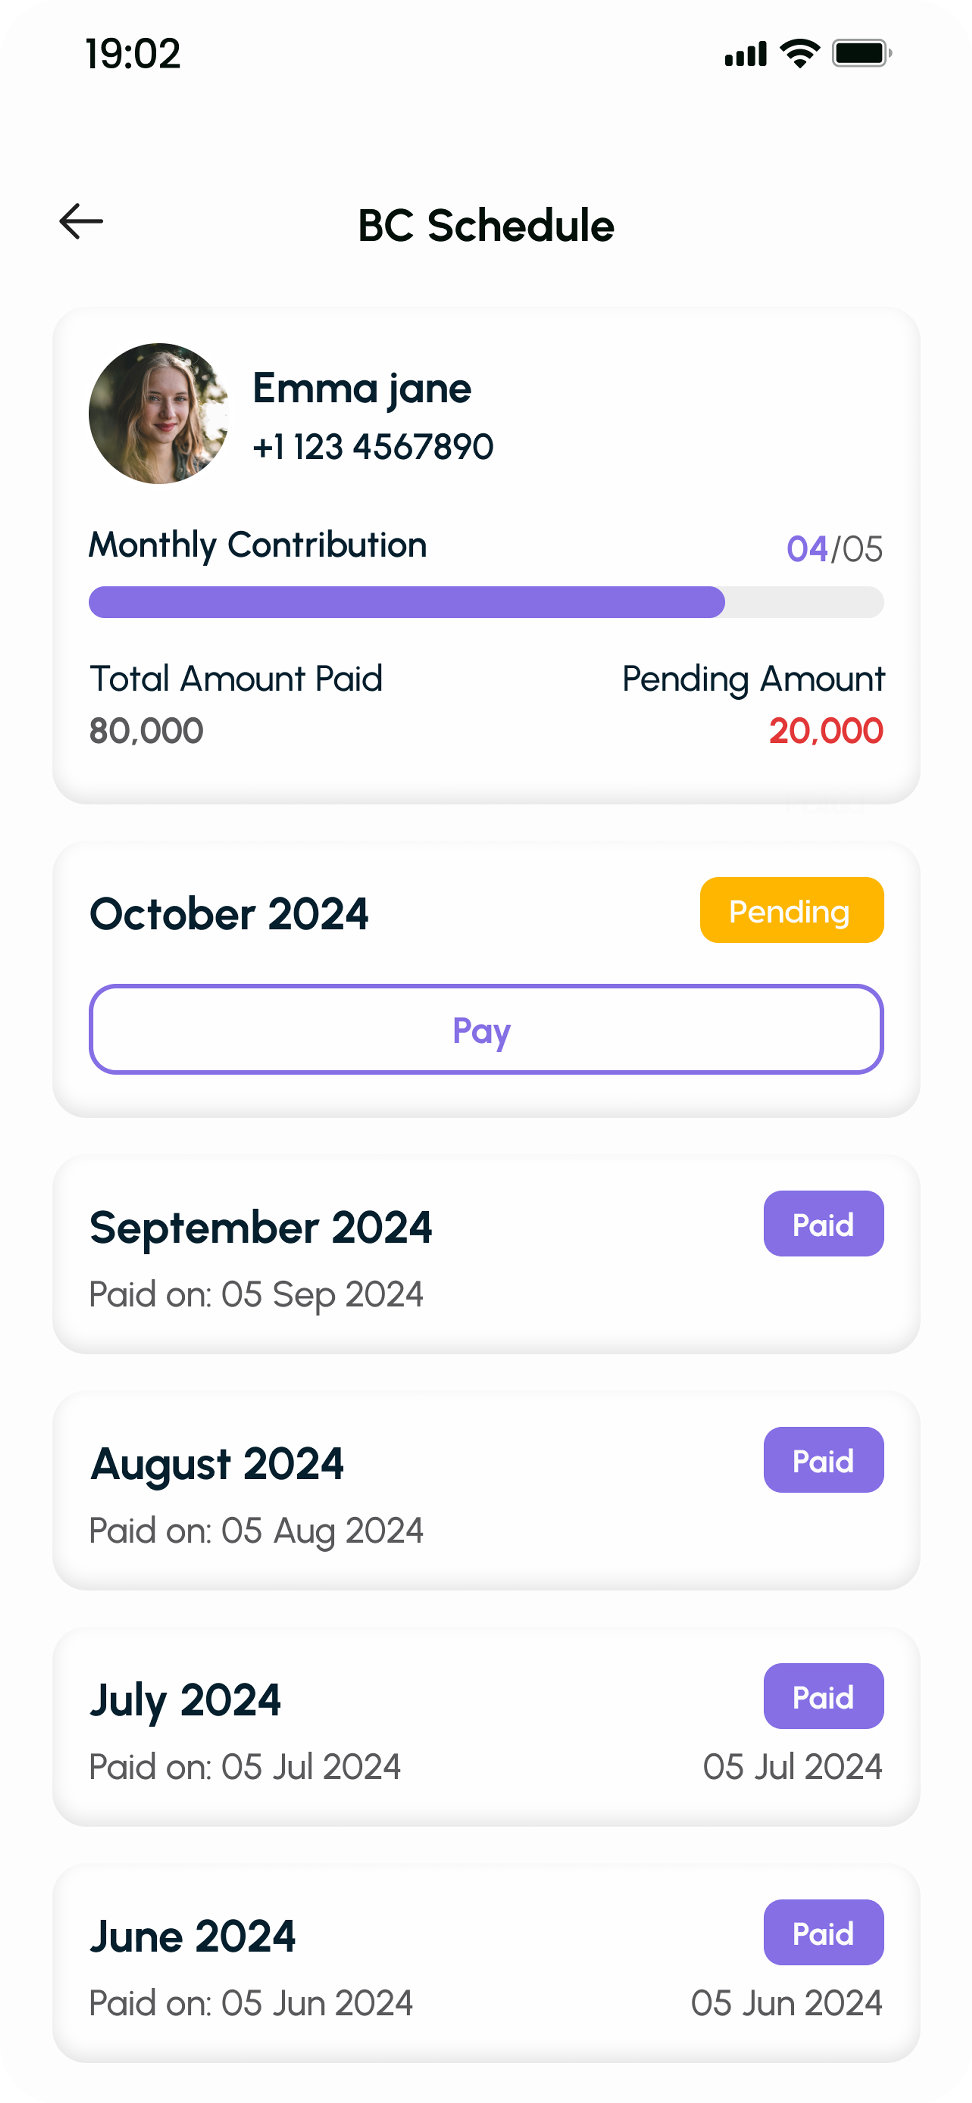 19:02
BC Schedule
Emma jane
+1 123 4567890
Monthly Contribution 04/05
Total Amount Paid Pending Amount
80,000 20,000
October 2024 Pending
Pay
September 2024 Paid
Paid on: 05 Sep 2024
August 2024 Paid
Paid on: 05 Aug 2024
July 2024 Paid
Paid on: 05 Jul 2024 05 Jul 2024
June 2024 Paid
Paid on: 05 Jun 2024 05 Jun 2024